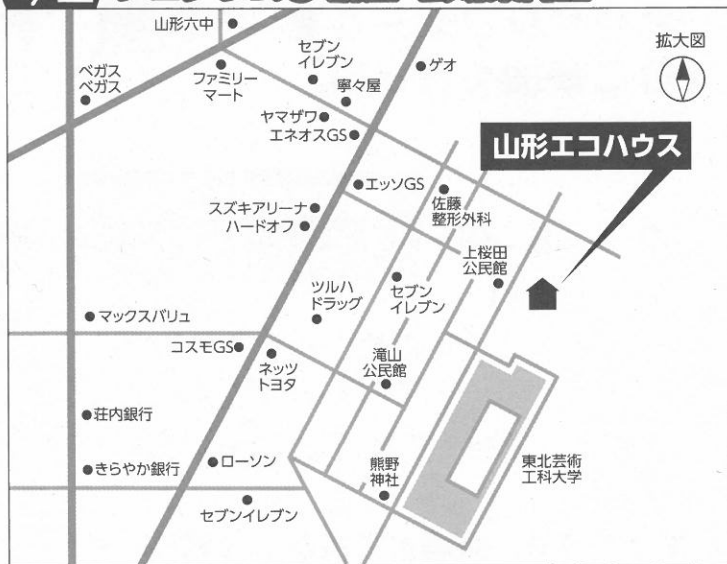 山形六中
拡大図
セブン
イレブン
ゲオ
ベガス
ベガス
ファミリー
マート
寧々屋
ヤマザワ
エネオスGS
山形エコハウス
エッソGS
佐藤
整形外科
スズキアリーナ
ハードオフ
上桜田
公民館
ツルハ
ドラッグ
セブン
イレブン
マックスバリュ
コスモGS
ネッツ
トヨタ
滝山
公民館
荘内銀行
きらやか銀行
ローソン
熊野
神社
東北芸術
工科大学
セブンイレブン